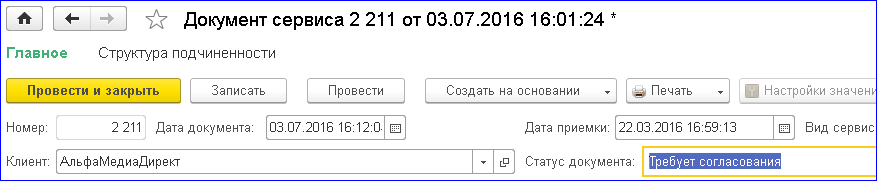 Документ сервиса 2 211 от 03.07.2016 16:01:24 *
Главное Структура подчиненности
Провести и закрыть Записать Провести Создать на основании Печать Настройки значени
Номер: 2 211 Дата документа: 03.07.2016 16:12:0 Дата приемки: 22.03.2016 16:59:13 Вид сервис
Клиент: АльфаМедиаДирект Статус документа: Требует согласования